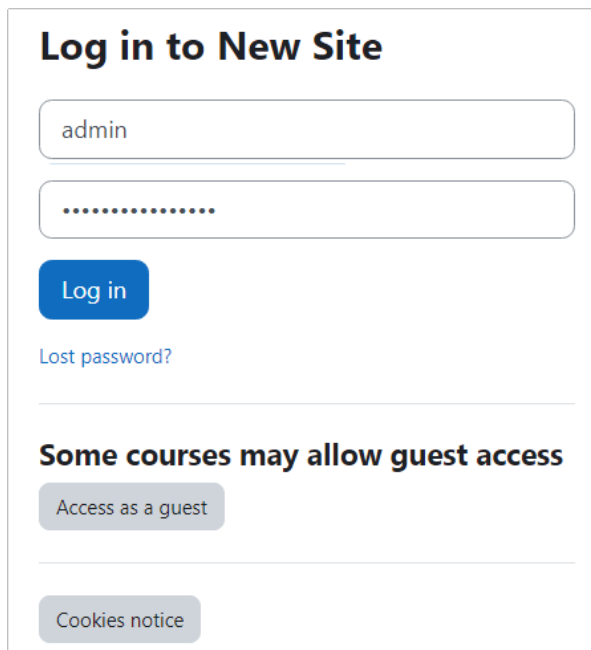 Log in to New Site
admin
••••••••••••••••
Log in
Lost password?
Some courses may allow guest access
Access as a guest
Cookies notice